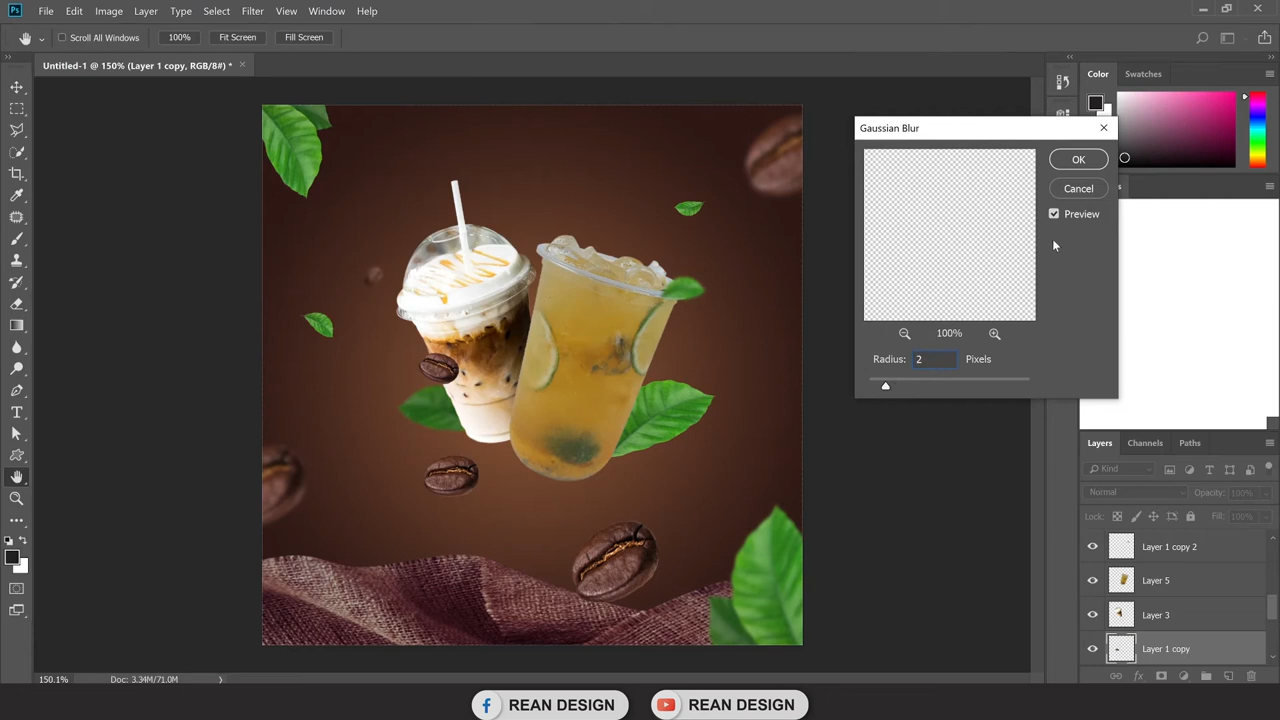 Ps File Edit Image Layer Type Select Filter View Window Help
Scroll All Windows 100% Fit Screen Fill Screen
Untitled-1 @ 150% (Layer 1 copy, RGB/8#) *
Color Swatches
Gaussian Blur
OK
Cancel
Preview
100%
Radius: 2 Pixels
Layers Channels Paths
Kind
Normal Opacity: 100%
Lock: Fill: 100%
Layer 1 copy 2
Layer 5
Layer 3
Layer 1 copy
150.1% Doc: 3.34M/71.0M
REAN DESIGN REAN DESIGN